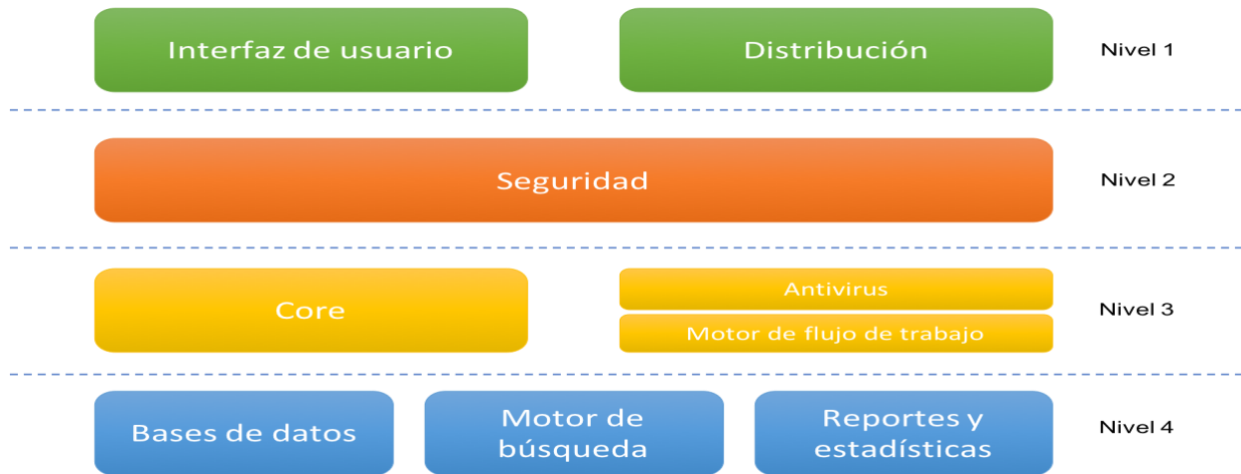 Interfaz de usuario
Distribución
Nivel 1
Seguridad
Nivel 2
Core
Antivirus
Motor de flujo de trabajo
Nivel 3
Bases de datos
Motor de
búsqueda
Reportes y
estadísticas
Nivel 4